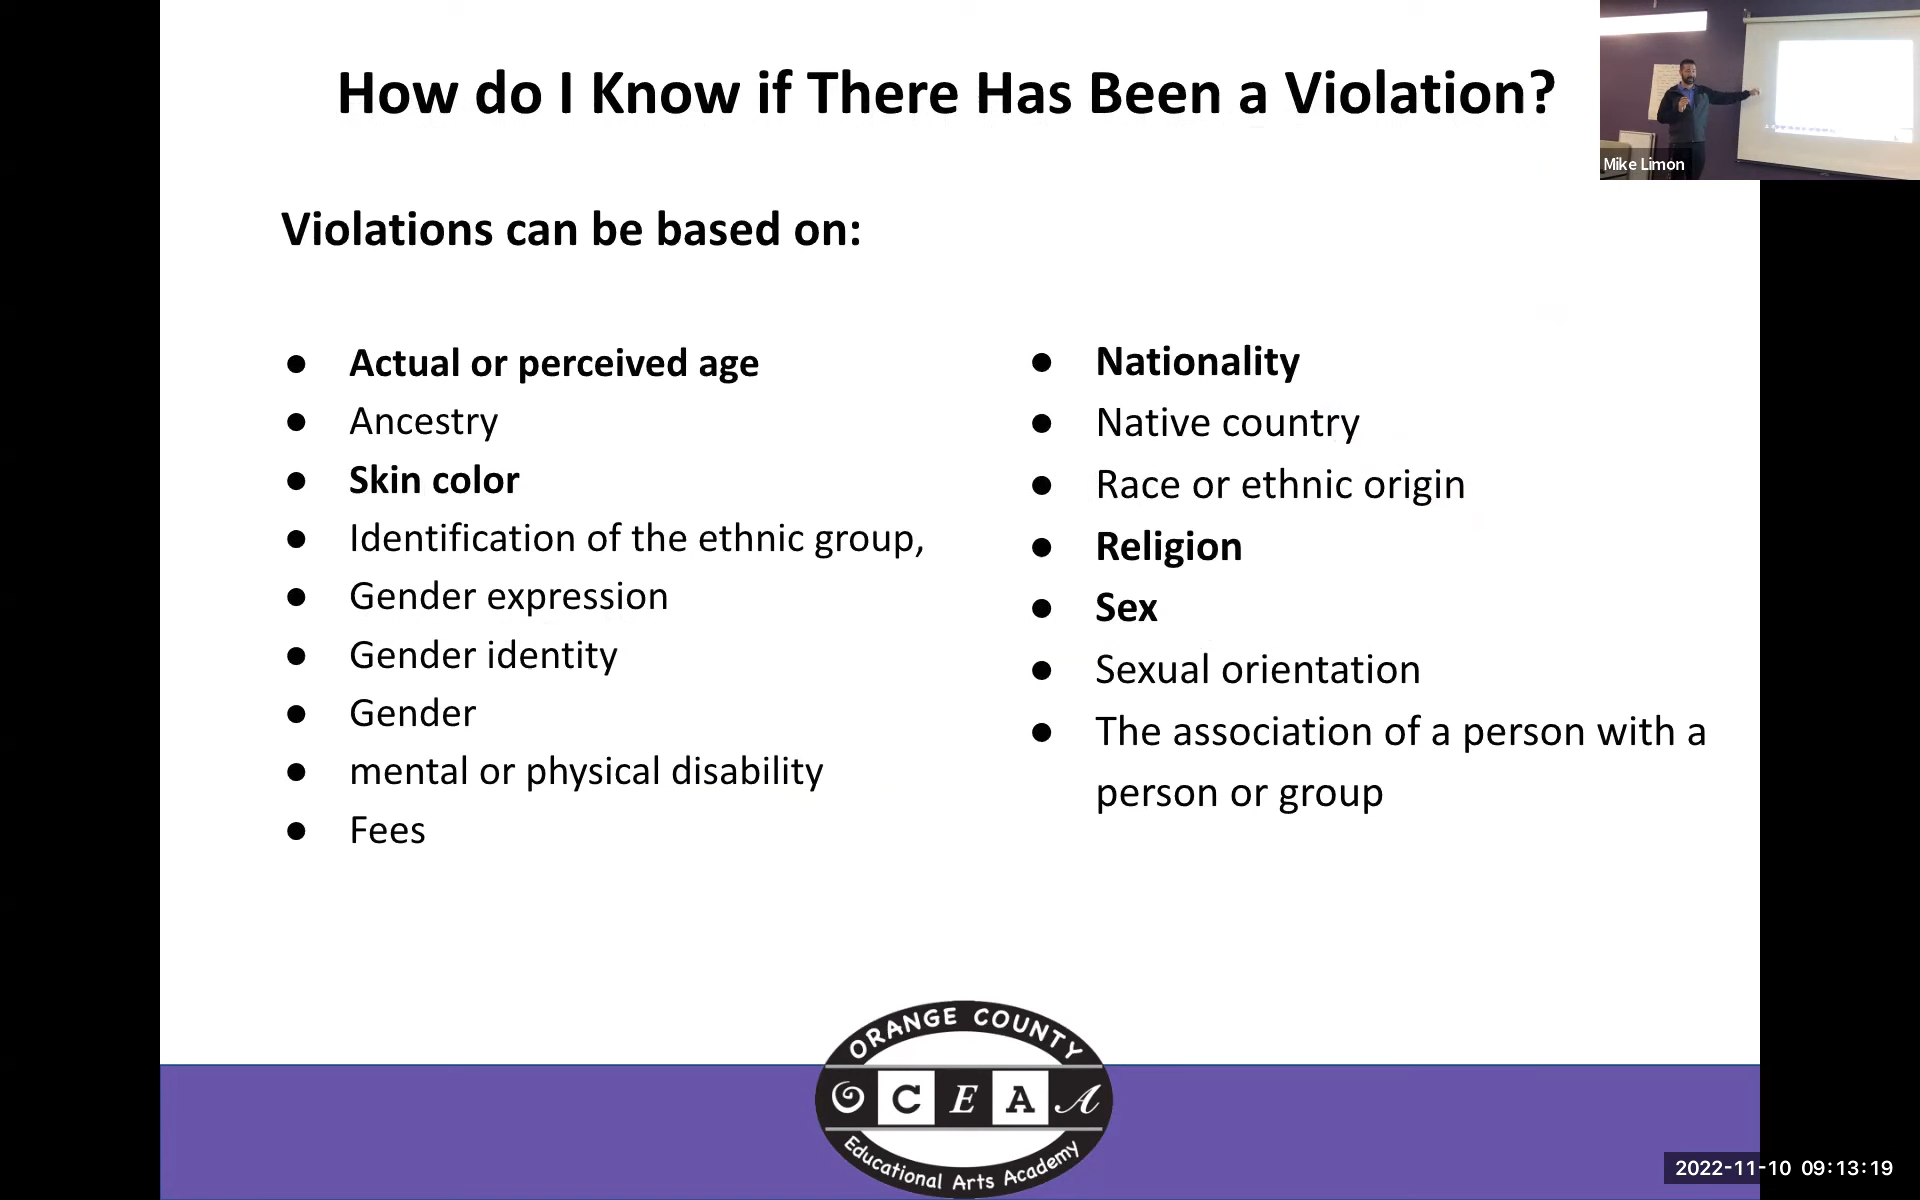 How do I Know if There Has Been a Violation?
Mike Limon
Violations can be based on:
● Actual or perceived age
● Ancestry
● Skin color
● Identification of the ethnic group,
● Gender expression
● Gender identity
● Gender
● mental or physical disability
● Fees
● Nationality
● Native country
● Race or ethnic origin
● Religion
● Sex
● Sexual orientation
● The association of a person with a
person or group
ORANGE COUNTY
O C E A A
Educational Arts Academy
2022-11-10 09:13:19